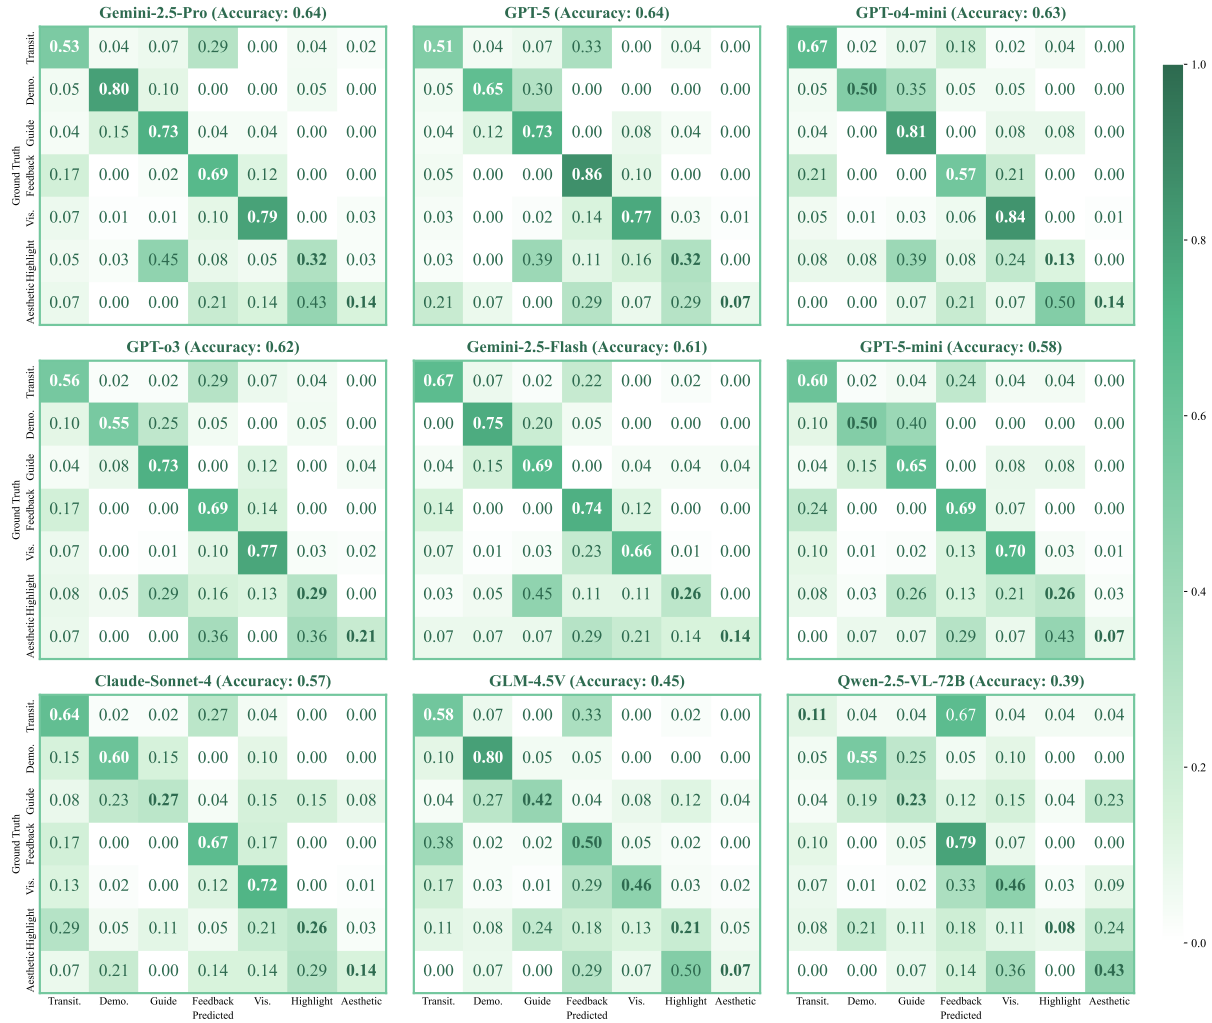 Gemini-2.5-Pro (Accuracy: 0.64)
Transit. 0.53 0.04 0.07 0.29 0.00 0.04 0.02
Demo. 0.05 0.80 0.10 0.00 0.00 0.05 0.00
Guide 0.04 0.15 0.73 0.04 0.04 0.00 0.00
Feedback 0.17 0.00 0.02 0.69 0.12 0.00 0.00
Vis. 0.07 0.01 0.01 0.10 0.79 0.00 0.03
Highlight 0.05 0.03 0.45 0.08 0.05 0.32 0.03
Aesthetic 0.07 0.00 0.00 0.21 0.14 0.43 0.14
Ground Truth
GPT-5 (Accuracy: 0.64)
0.51 0.04 0.07 0.33 0.00 0.04 0.00
0.05 0.65 0.30 0.00 0.00 0.00 0.00
0.04 0.12 0.73 0.00 0.08 0.04 0.00
0.05 0.00 0.00 0.86 0.10 0.00 0.00
0.03 0.00 0.02 0.14 0.77 0.03 0.01
0.03 0.00 0.39 0.11 0.16 0.32 0.00
0.21 0.07 0.00 0.29 0.07 0.29 0.07
GPT-o4-mini (Accuracy: 0.63)
0.67 0.02 0.07 0.18 0.02 0.04 0.00
0.05 0.50 0.35 0.05 0.05 0.00 0.00
0.04 0.00 0.81 0.00 0.08 0.08 0.00
0.21 0.00 0.00 0.57 0.21 0.00 0.00
0.05 0.01 0.03 0.06 0.84 0.00 0.01
0.08 0.08 0.39 0.08 0.24 0.13 0.00
0.00 0.00 0.07 0.21 0.07 0.50 0.14
GPT-o3 (Accuracy: 0.62)
Transit. 0.56 0.02 0.02 0.29 0.07 0.04 0.00
Demo. 0.10 0.55 0.25 0.05 0.00 0.05 0.00
Guide 0.04 0.08 0.73 0.00 0.12 0.00 0.04
Feedback 0.17 0.00 0.00 0.69 0.14 0.00 0.00
Vis. 0.07 0.00 0.01 0.10 0.77 0.03 0.02
Highlight 0.08 0.05 0.29 0.16 0.13 0.29 0.00
Aesthetic 0.07 0.00 0.00 0.36 0.00 0.36 0.21
Ground Truth
Gemini-2.5-Flash (Accuracy: 0.61)
0.67 0.07 0.02 0.22 0.00 0.02 0.00
0.00 0.75 0.20 0.05 0.00 0.00 0.00
0.04 0.15 0.69 0.00 0.04 0.04 0.04
0.14 0.00 0.00 0.74 0.12 0.00 0.00
0.07 0.01 0.03 0.23 0.66 0.01 0.00
0.03 0.05 0.45 0.11 0.11 0.26 0.00
0.07 0.07 0.07 0.29 0.21 0.14 0.14
GPT-5-mini (Accuracy: 0.58)
0.60 0.02 0.04 0.24 0.04 0.04 0.00
0.10 0.50 0.40 0.00 0.00 0.00 0.00
0.04 0.15 0.65 0.00 0.08 0.08 0.00
0.24 0.00 0.00 0.69 0.07 0.00 0.00
0.10 0.01 0.02 0.13 0.70 0.03 0.01
0.08 0.03 0.26 0.13 0.21 0.26 0.03
0.00 0.07 0.07 0.29 0.07 0.43 0.07
Claude-Sonnet-4 (Accuracy: 0.57)
Transit. 0.64 0.02 0.02 0.27 0.04 0.00 0.00
Demo. 0.15 0.60 0.15 0.00 0.10 0.00 0.00
Guide 0.08 0.23 0.27 0.04 0.15 0.15 0.08
Feedback 0.17 0.00 0.00 0.67 0.17 0.00 0.00
Vis. 0.13 0.02 0.00 0.12 0.72 0.00 0.01
Highlight 0.29 0.05 0.11 0.05 0.21 0.26 0.03
Aesthetic 0.07 0.21 0.00 0.14 0.14 0.29 0.14
Ground Truth
Transit. Demo. Guide Feedback Vis. Highlight Aesthetic
Predicted
GLM-4.5V (Accuracy: 0.45)
0.58 0.07 0.00 0.33 0.00 0.02 0.00
0.10 0.80 0.05 0.05 0.00 0.00 0.00
0.04 0.27 0.42 0.04 0.08 0.12 0.04
0.38 0.02 0.02 0.50 0.05 0.02 0.00
0.17 0.03 0.01 0.29 0.46 0.03 0.02
0.11 0.08 0.24 0.18 0.13 0.21 0.05
0.00 0.07 0.00 0.29 0.07 0.50 0.07
Transit. Demo. Guide Feedback Vis. Highlight Aesthetic
Predicted
Qwen-2.5-VL-72B (Accuracy: 0.39)
0.11 0.04 0.04 0.67 0.04 0.04 0.04
0.05 0.55 0.25 0.05 0.10 0.00 0.00
0.04 0.19 0.23 0.12 0.15 0.04 0.23
0.10 0.00 0.05 0.79 0.07 0.00 0.00
0.07 0.01 0.02 0.33 0.46 0.03 0.09
0.08 0.21 0.11 0.18 0.11 0.08 0.24
0.00 0.00 0.07 0.14 0.36 0.00 0.43
Transit. Demo. Guide Feedback Vis. Highlight Aesthetic
Predicted
1.0
0.8
0.6
0.4
0.2
0.0